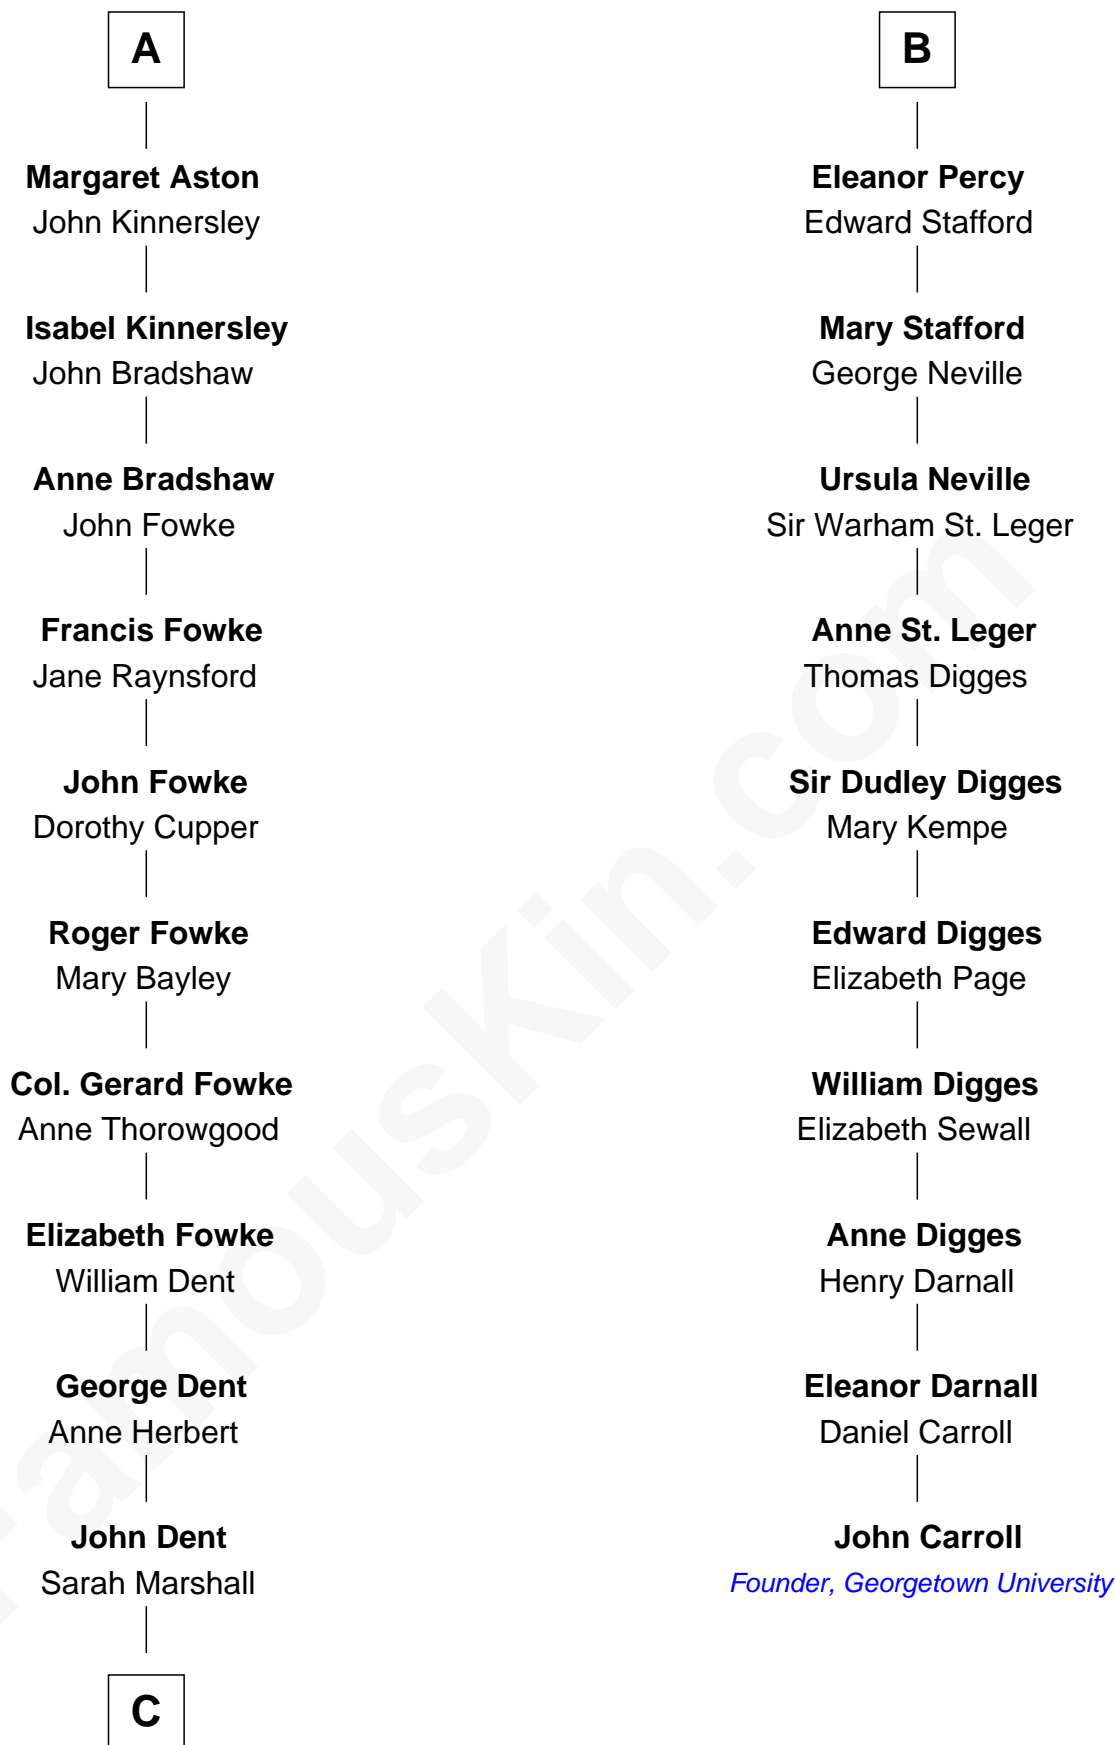 A
Margaret Aston
John Kinnersley
Isabel Kinnersley
John Bradshaw
Anne Bradshaw
John Fowke
Francis Fowke
Jane Raynsford
John Fowke
Dorothy Cupper
Roger Fowke
Mary Bayley
Col. Gerard Fowke
Anne Thorowgood
Elizabeth Fowke
William Dent
George Dent
Anne Herbert
John Dent
Sarah Marshall
C
B
Eleanor Percy
Edward Stafford
Mary Stafford
George Neville
Ursula Neville
Sir Warham St. Leger
Anne St. Leger
Thomas Digges
Sir Dudley Digges
Mary Kempe
Edward Digges
Elizabeth Page
William Digges
Elizabeth Sewall
Anne Digges
Henry Darnall
Eleanor Darnall
Daniel Carroll
John Carroll
Founder, Georgetown University
FamousKin.com